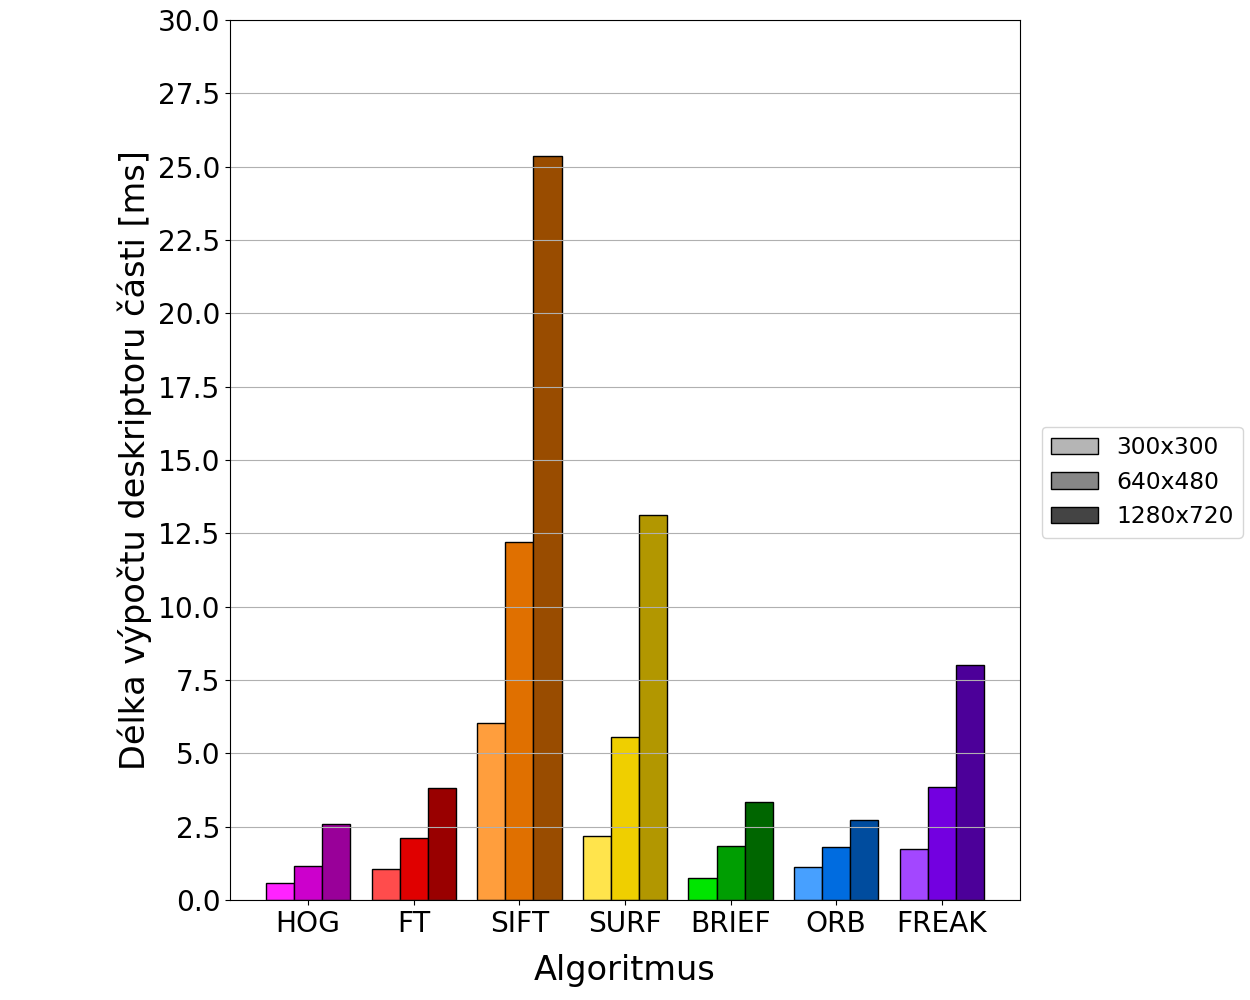 Délka výpočtu deskriptoru části [ms]
30.0
27.5
25.0
22.5
20.0
17.5
15.0
12.5
10.0
7.5
5.0
2.5
0.0
HOG FT SIFT SURF BRIEF ORB FREAK
Algoritmus
300x300
640x480
1280x720